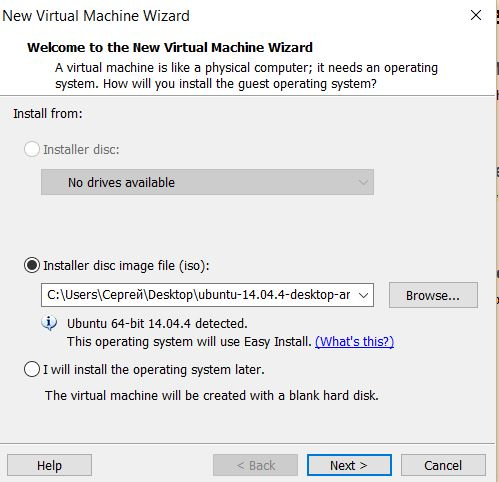 New Virtual Machine Wizard
Welcome to the New Virtual Machine Wizard
A virtual machine is like a physical computer; it needs an operating
system. How will you install the guest operating system?
Install from:
Installer disc:
No drives available
Installer disc image file (iso):
C:\Users\Сергей\Desktop\ubuntu-14.04.4-desktop-ar
Browse...
Ubuntu 64-bit 14.04.4 detected.
This operating system will use Easy Install. (What's this?)
I will install the operating system later.
The virtual machine will be created with a blank hard disk.
Help
< Back
Next >
Cancel